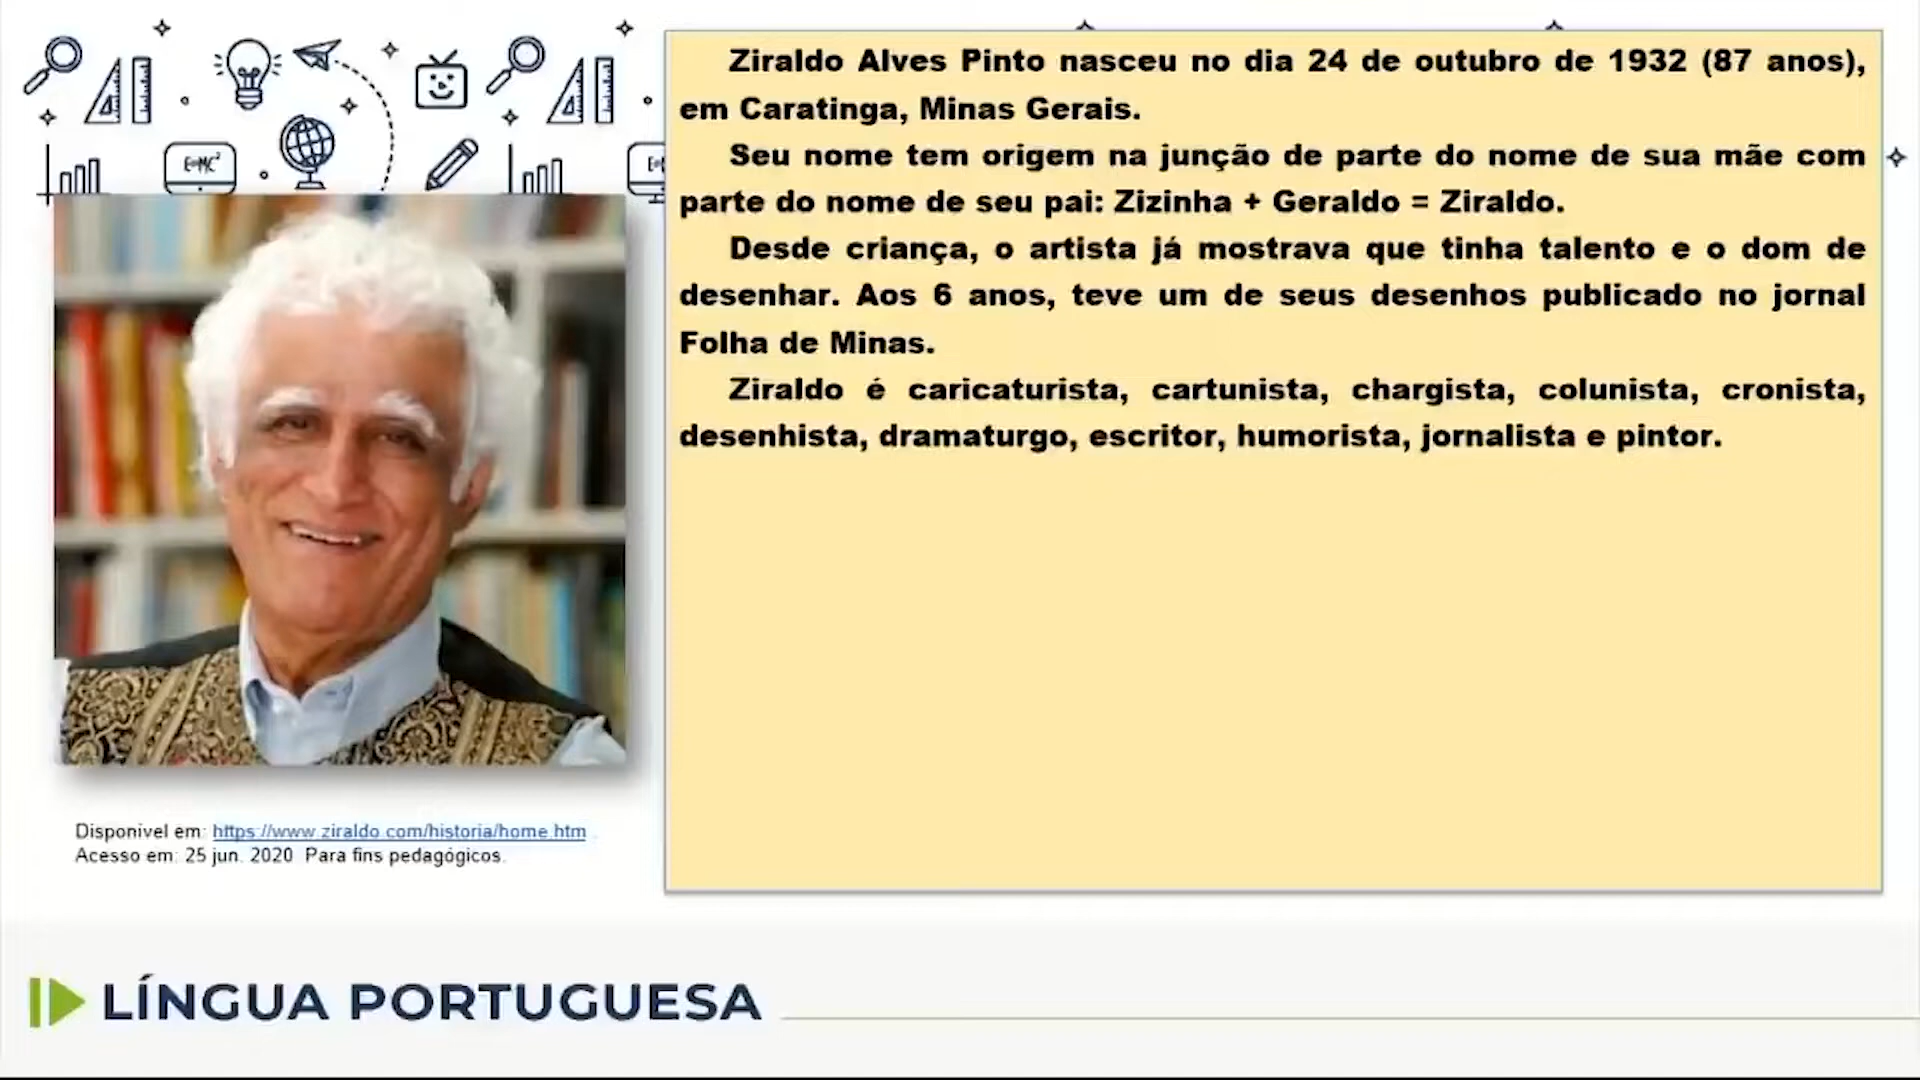 Ziraldo Alves Pinto nasceu no dia 24 de outubro de 1932 (87 anos),
em Caratinga, Minas Gerais.
Seu nome tem origem na junção de parte do nome de sua mãe com
parte do nome de seu pai: Zizinha + Geraldo = Ziraldo.
Desde criança, o artista já mostrava que tinha talento e o dom de
desenhar. Aos 6 anos, teve um de seus desenhos publicado no jornal
Folha de Minas.
Ziraldo é caricaturista, cartunista, chargista, colunista, cronista,
desenhista, dramaturgo, escritor, humorista, jornalista e pintor.
E=MC²
Disponível em: https://www.ziraldo.com/historia/home.htm .
Acesso em: 25 jun. 2020 Para fins pedagógicos.
LÍNGUA PORTUGUESA